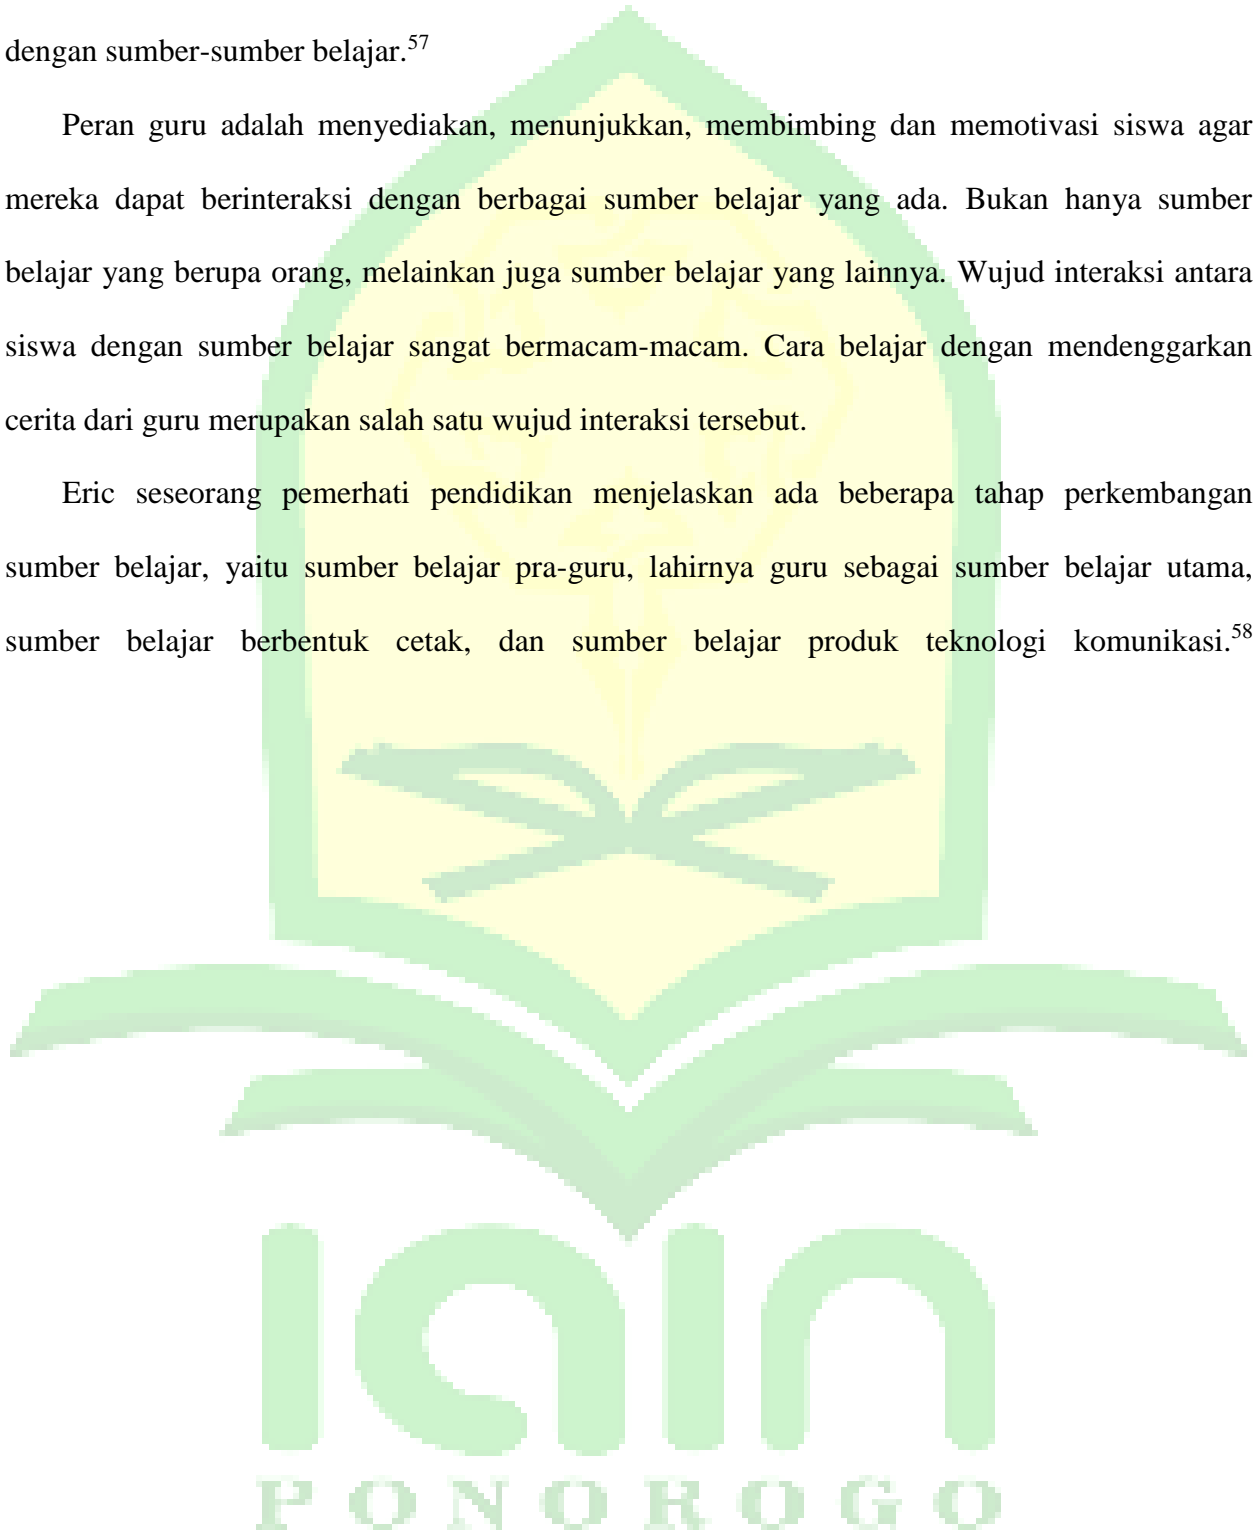 dengan sumber-sumber belajar.57
Peran guru adalah menyediakan, menunjukkan, membimbing dan memotivasi siswa agar
mereka dapat berinteraksi dengan berbagai sumber belajar yang ada. Bukan hanya sumber
belajar yang berupa orang, melainkan juga sumber belajar yang lainnya. Wujud interaksi antara
siswa dengan sumber belajar sangat bermacam-macam. Cara belajar dengan mendenggarkan
cerita dari guru merupakan salah satu wujud interaksi tersebut.
Eric seseorang pemerhati pendidikan menjelaskan ada beberapa tahap perkembangan
sumber belajar, yaitu sumber belajar pra-guru, lahirnya guru sebagai sumber belajar utama,
sumber belajar berbentuk cetak, dan sumber belajar produk teknologi komunikasi.58
iain
PONOROGO